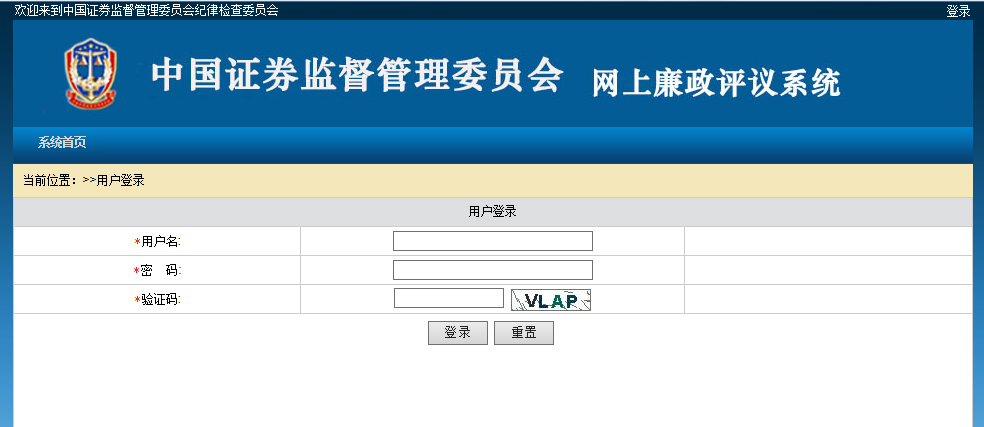 欢迎来到中国证券监督管理委员会纪律检查委员会 登录
中国证券监督管理委员会 网上廉政评议系统
系统首页
当前位置：>>用户登录
用户登录
*用户名:
*密 码:
*验证码: VLAP
登录 重置